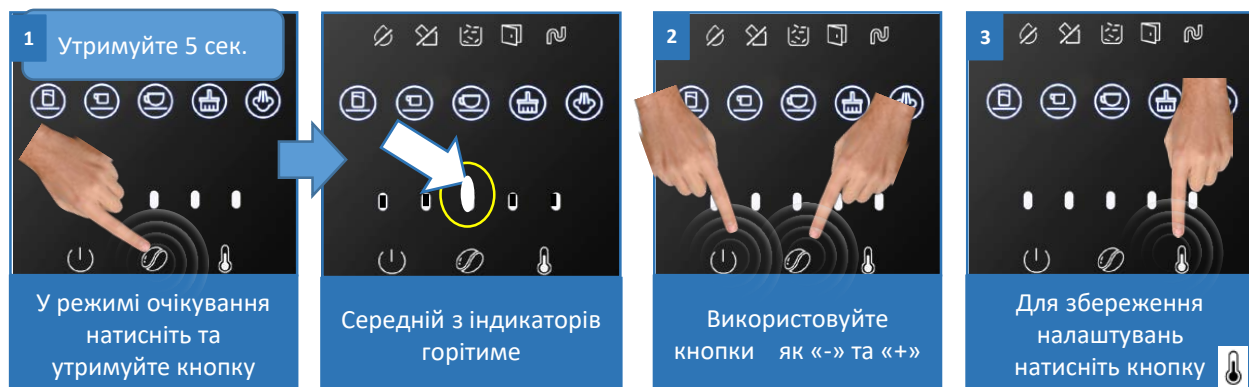 1
Утримуйте 5 сек.
У режимі очікування
натисніть та
утримуйте кнопку
Середній з індикаторів
горітиме
2
Використовуйте
кнопки як «-» та «+»
3
Для збереження
налаштувань
натисніть кнопку